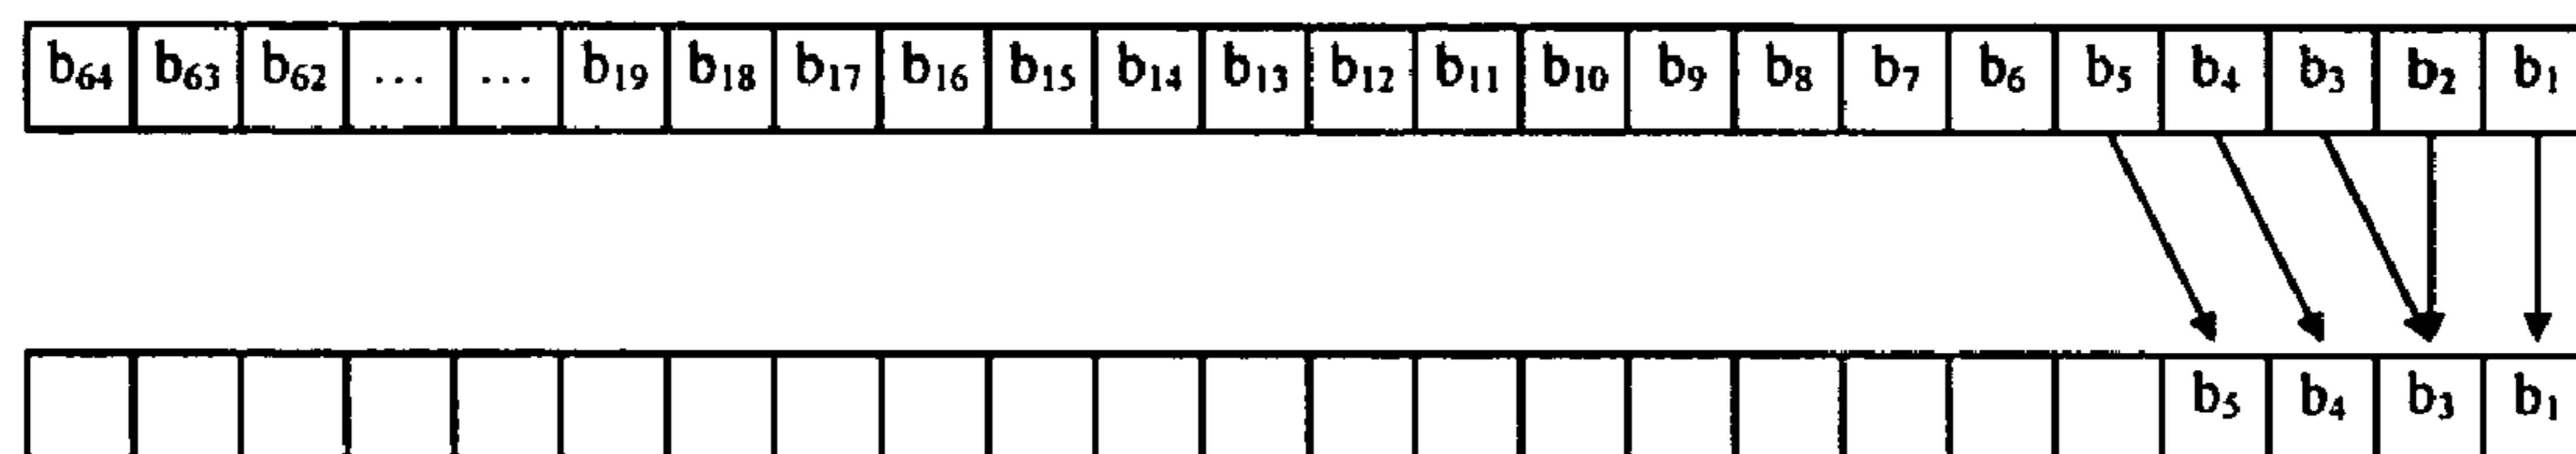 b₆₄ b₆₃ b₆₂ ... ... b₁₉ b₁₈ b₁₇ b₁₆ b₁₅ b₁₄ b₁₃ b₁₂ b₁₁ b₁₀ b₉ b₈ b₇ b₆ b₅ b₄ b₃ b₂ b₁
b₅ b₄ b₃ b₁